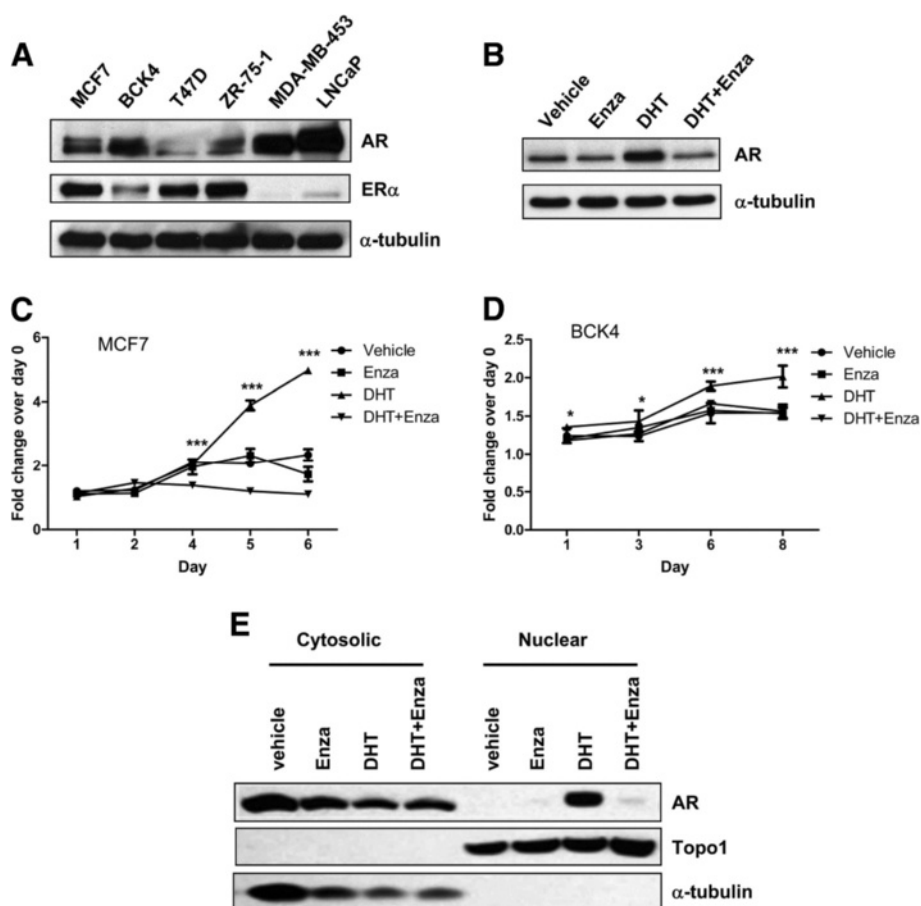 A
MCF7
BCK4
T47D
ZR-75-1
MDA-MB-453
LNCaP
AR
ERα
α-tubulin
B
Vehicle
Enza
DHT
DHT+Enza
AR
α-tubulin
C
MCF7
Fold change over day 0
6
4
2
0
***
***
***
1 2 4 5 6
Day
Vehicle
Enza
DHT
DHT+Enza
D
BCK4
Fold change over day 0
2.5
2.0
1.5
1.0
0.5
0.0
*
*
***
***
1 3 6 8
Day
Vehicle
Enza
DHT
DHT+Enza
E
Cytosolic
Nuclear
vehicle
Enza
DHT
DHT+Enza
vehicle
Enza
DHT
DHT+Enza
AR
Topo1
α-tubulin